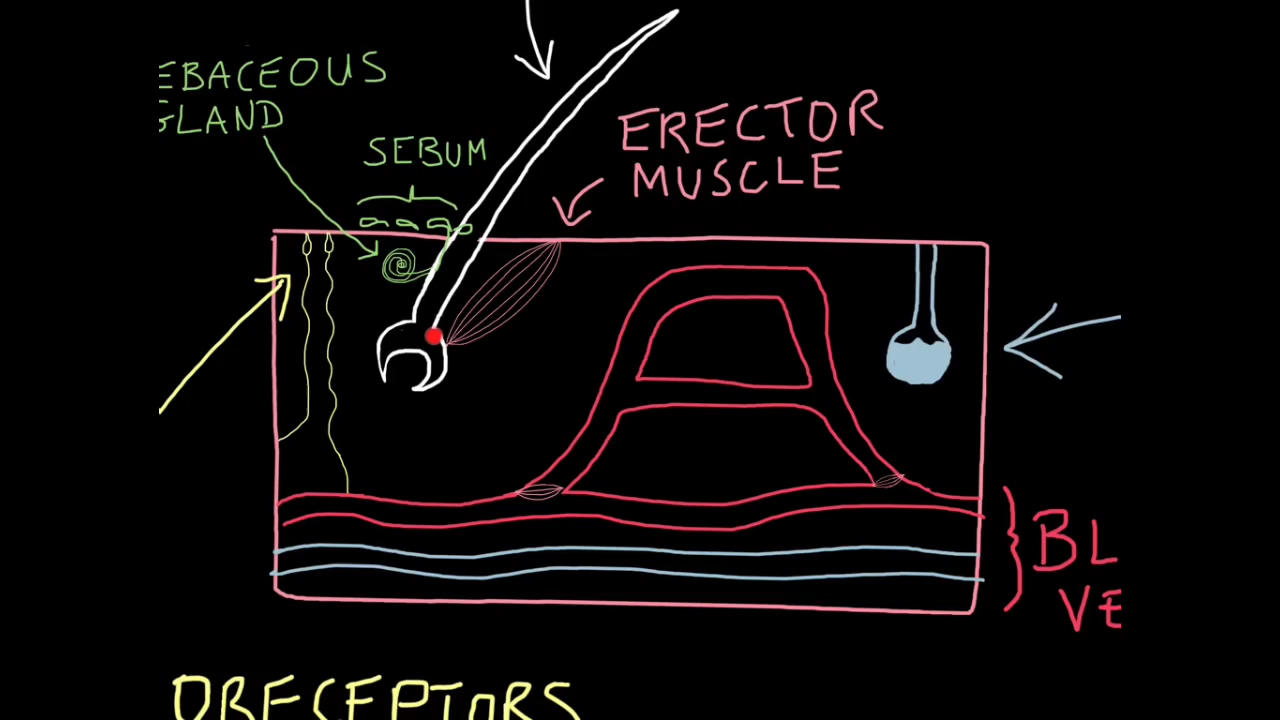 EBACEOUS
GLAND
SEBUM
ERECTOR
MUSCLE
BL
VE
ORECEPTORS